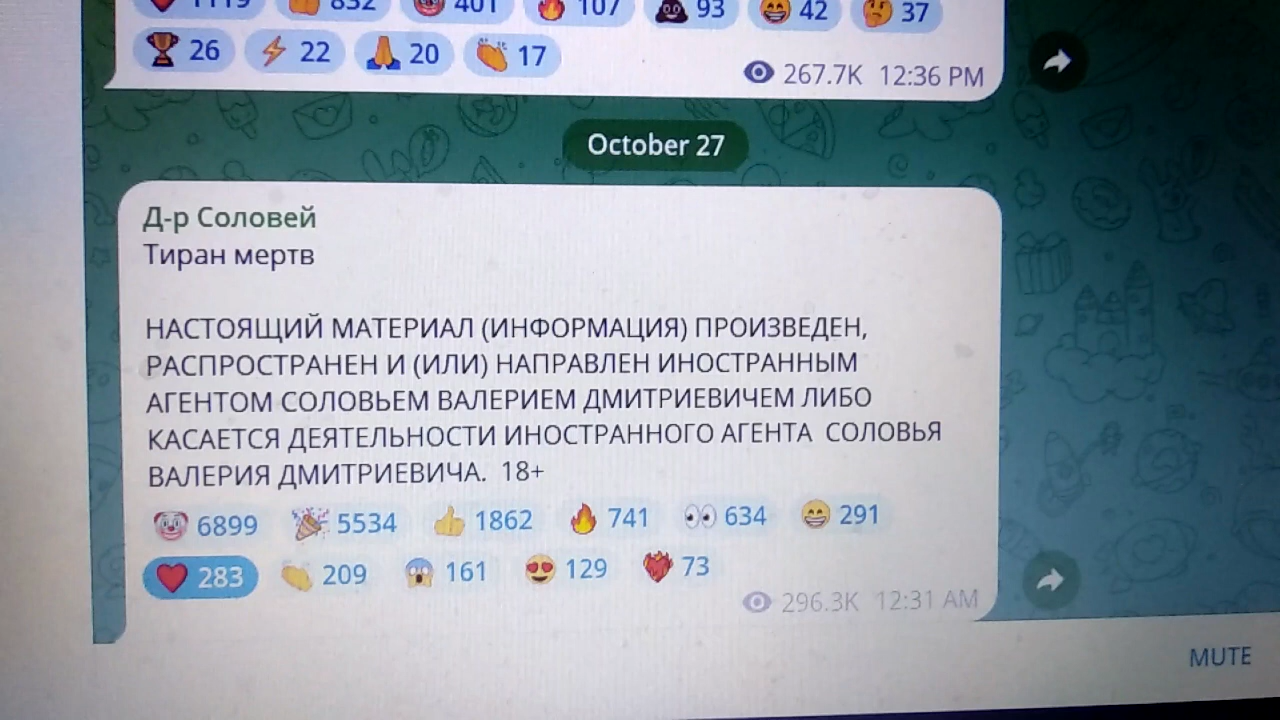 1119 832 401 107 93 42 37
26 22 20 17
267.7K 12:36 PM
October 27
Д-р Соловей
Тиран мертв
НАСТОЯЩИЙ МАТЕРИАЛ (ИНФОРМАЦИЯ) ПРОИЗВЕДЕН,
РАСПРОСТРАНЕН И (ИЛИ) НАПРАВЛЕН ИНОСТРАННЫМ
АГЕНТОМ СОЛОВЬЕМ ВАЛЕРИЕМ ДМИТРИЕВИЧЕМ ЛИБО
КАСАЕТСЯ ДЕЯТЕЛЬНОСТИ ИНОСТРАННОГО АГЕНТА СОЛОВЬЯ
ВАЛЕРИЯ ДМИТРИЕВИЧА. 18+
6899 5534 1862 741 634 291
283 209 161 129 73
296.3K 12:31 AM
MUTE